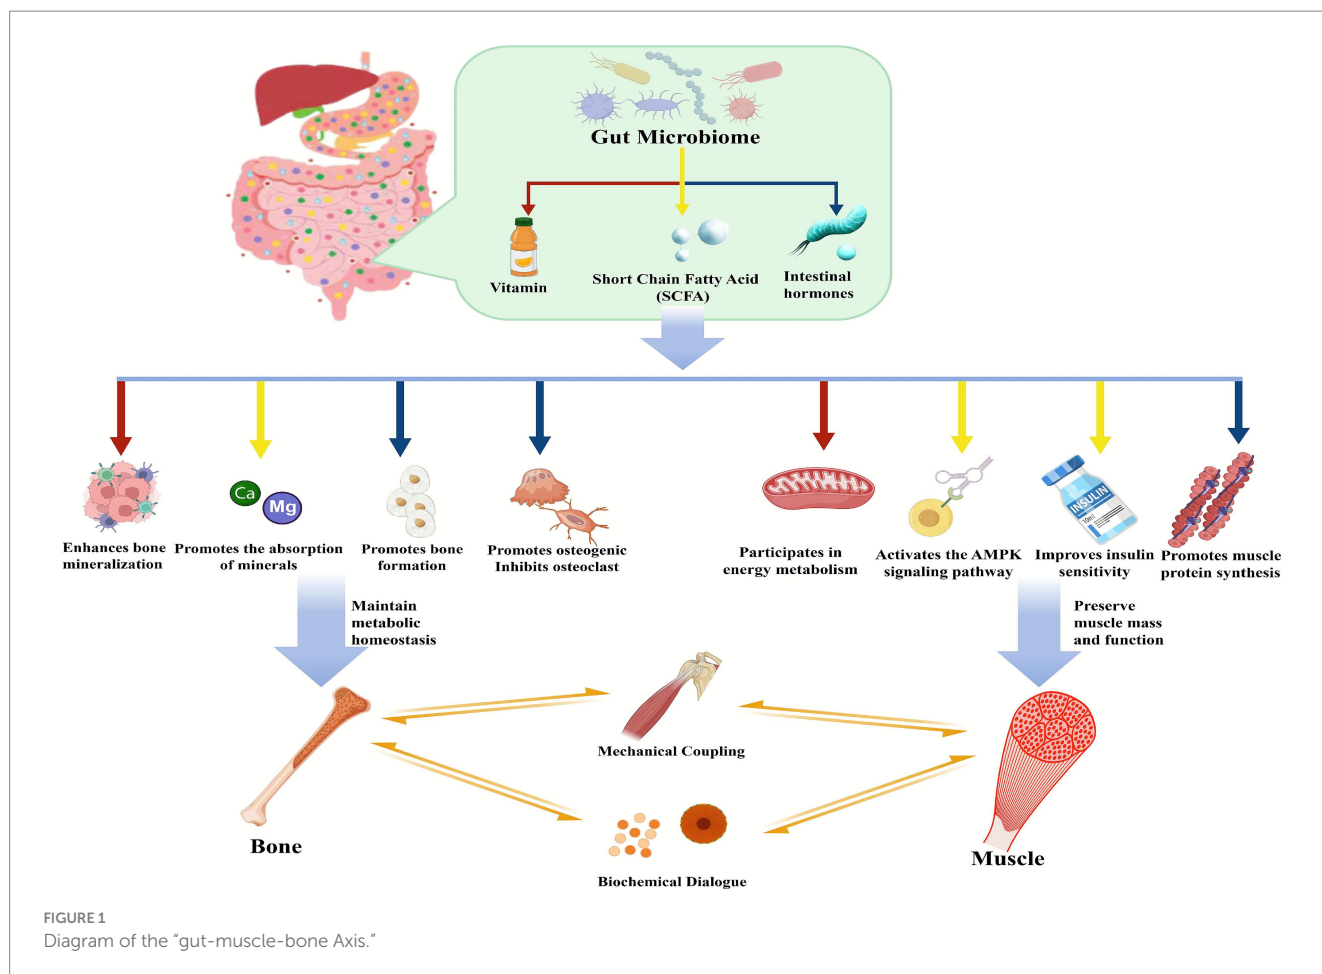 Gut Microbiome
Vitamin
Short Chain Fatty Acid
(SCFA)
Intestinal
hormones
Ca
Mg
INSULIN
10ml
Enhances bone
mineralization
Promotes the absorption
of minerals
Promotes bone
formation
Promotes osteogenic
Inhibits osteoclast
Participates in
energy metabolism
Activates the AMPK
signaling pathway
Improves insulin
sensitivity
Promotes muscle
protein synthesis
Maintain
metabolic
homeostasis
Preserve
muscle mass
and function
Mechanical Coupling
Bone
Muscle
Biochemical Dialogue
FIGURE 1
Diagram of the “gut-muscle-bone Axis.”